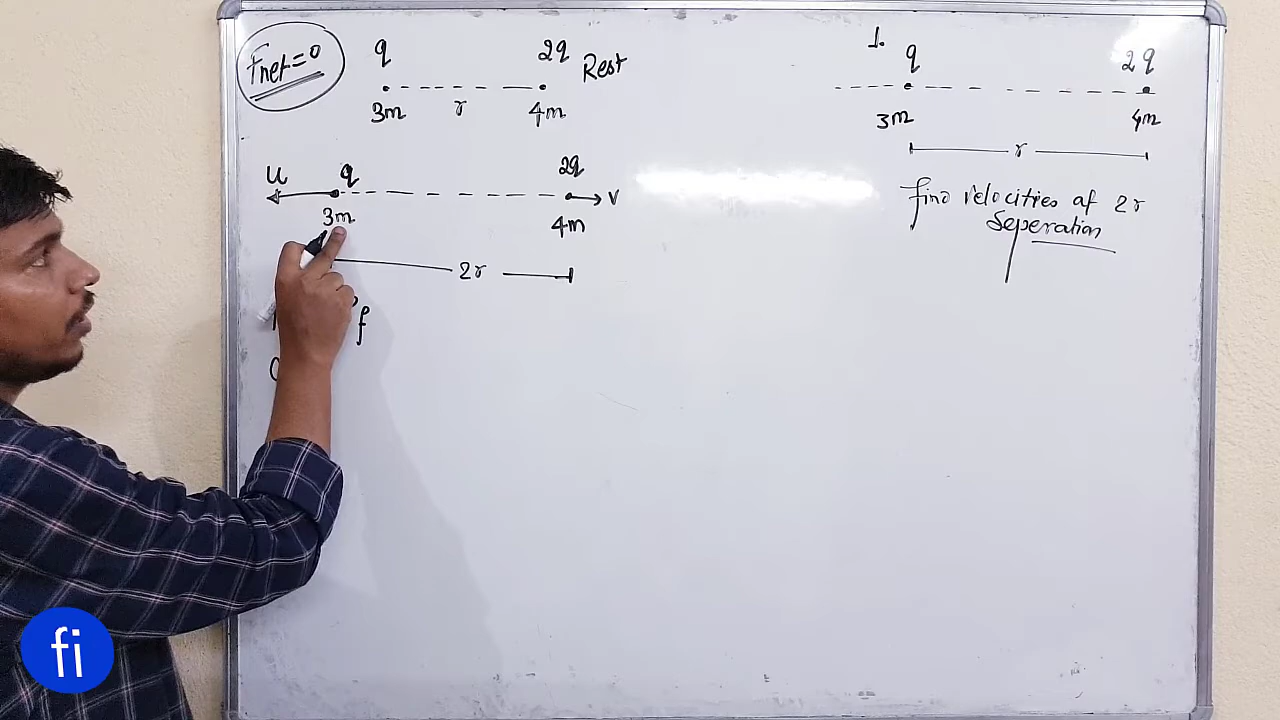 Fnet=0
q 2q Rest
3m r 4m
u q 2q v
3m 4m
2r
f
1.
q 2q
3m 4m
r
find velocities af 2r
Seperation
fi